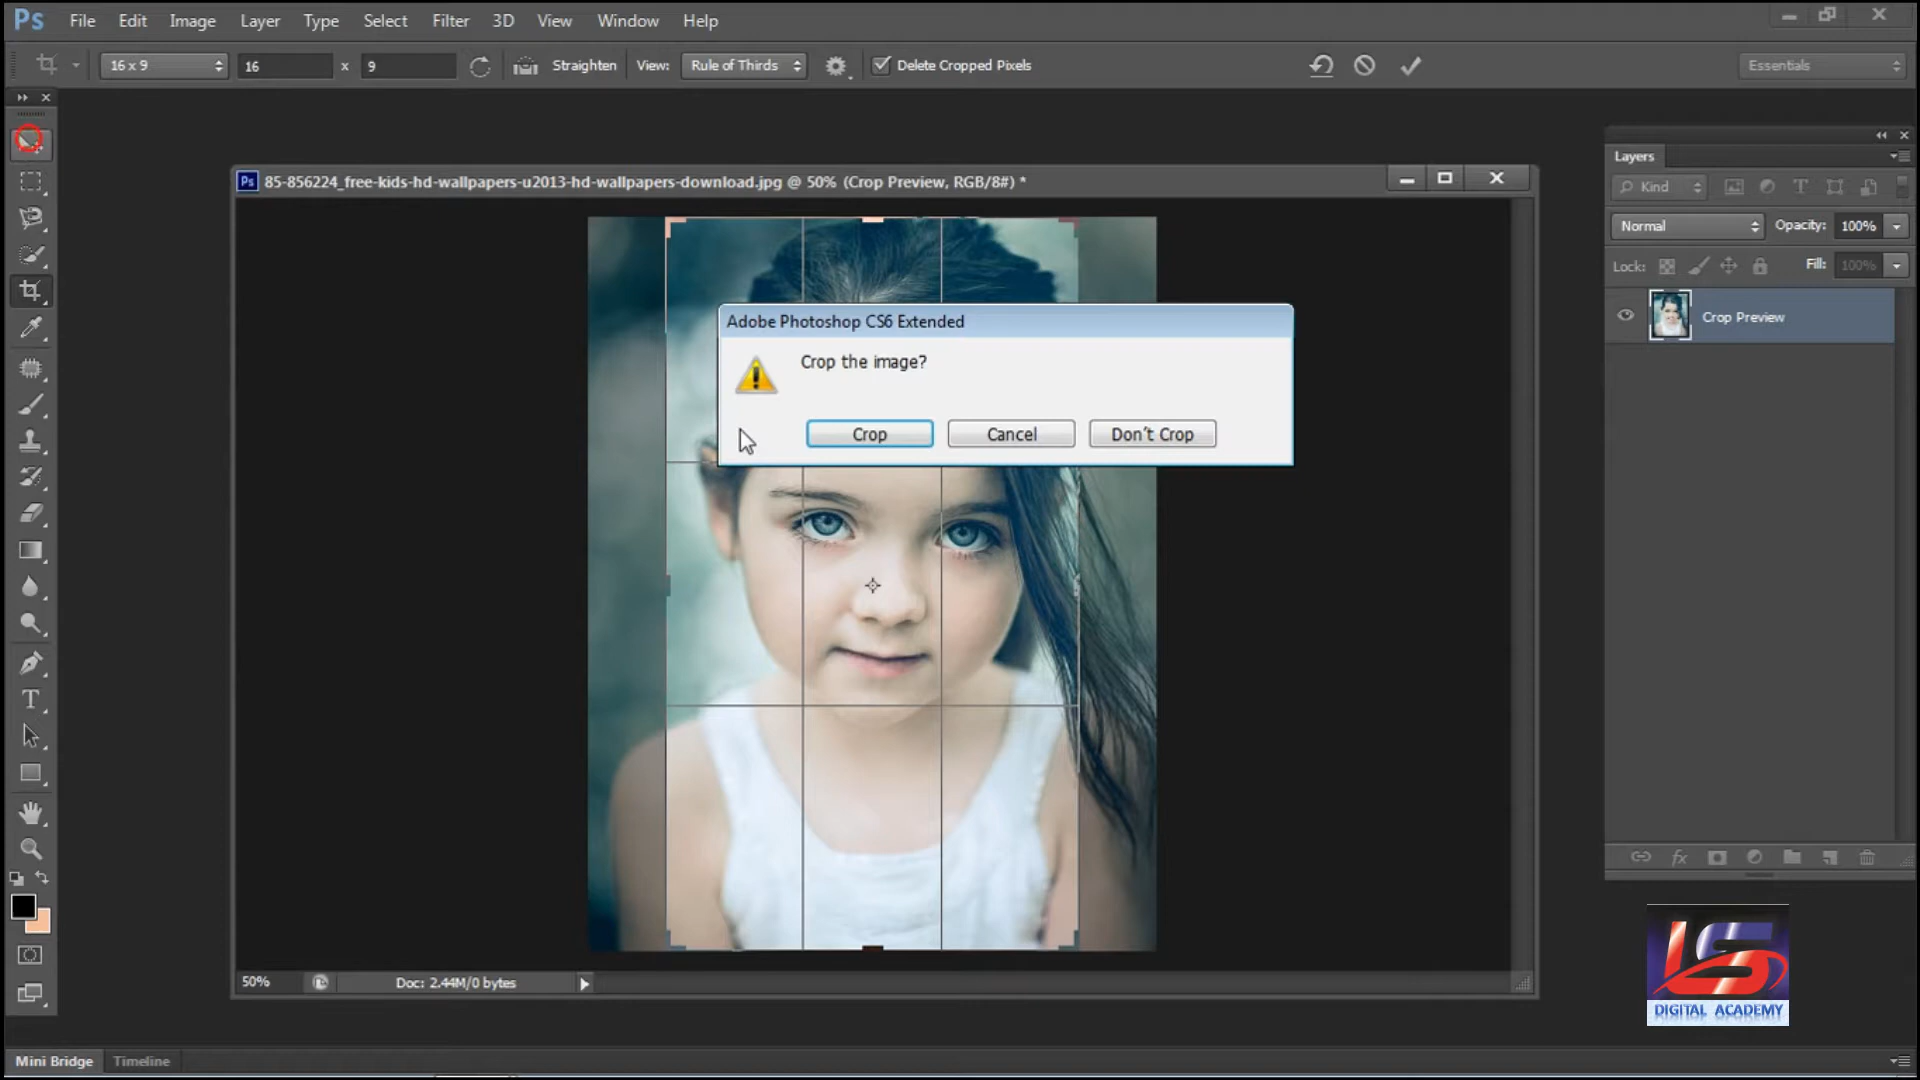 Ps File Edit Image Layer Type Select Filter 3D View Window Help
16 x 9 16 x 9 Straighten View: Rule of Thirds Delete Cropped Pixels Essentials
Ps 85-856224_free-kids-hd-wallpapers-u2013-hd-wallpapers-download.jpg @ 50% (Crop Preview, RGB/8#) *
Adobe Photoshop CS6 Extended
Crop the image?
Crop Cancel Don't Crop
Layers
Kind
Normal Opacity: 100%
Lock: Fill: 100%
Crop Preview
50% Doc: 2.44M/0 bytes
LS
DIGITAL ACADEMY
Mini Bridge Timeline